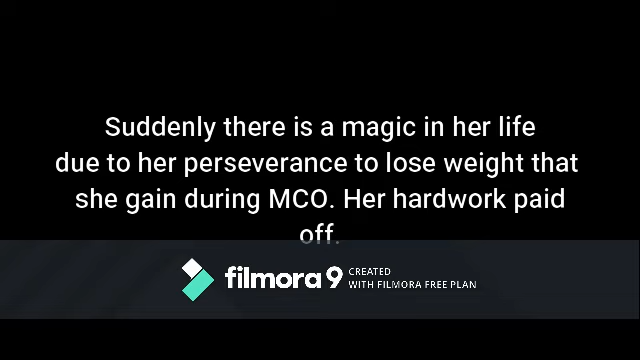 Suddenly there is a magic in her life
due to her perseverance to lose weight that
she gain during MCO. Her hardwork paid
off.
filmora 9 CREATED
WITH FILMORA FREE PLAN